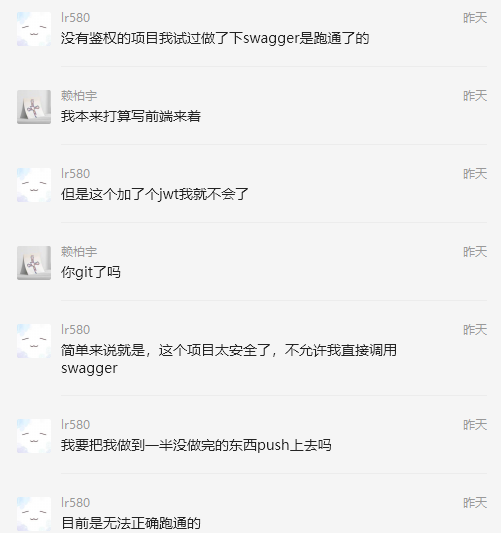 lr580
昨天
没有鉴权的项目我试过做了下swagger是跑通了的
赖柏宇
昨天
我本来打算写前端来着
lr580
昨天
但是这个加了个jwt我就不会了
赖柏宇
昨天
你git了吗
lr580
昨天
简单来说就是，这个项目太安全了，不允许我直接调用
swagger
lr580
昨天
我要把我做到一半没做完的东西push上去吗
lr580
昨天
目前是无法正确跑通的